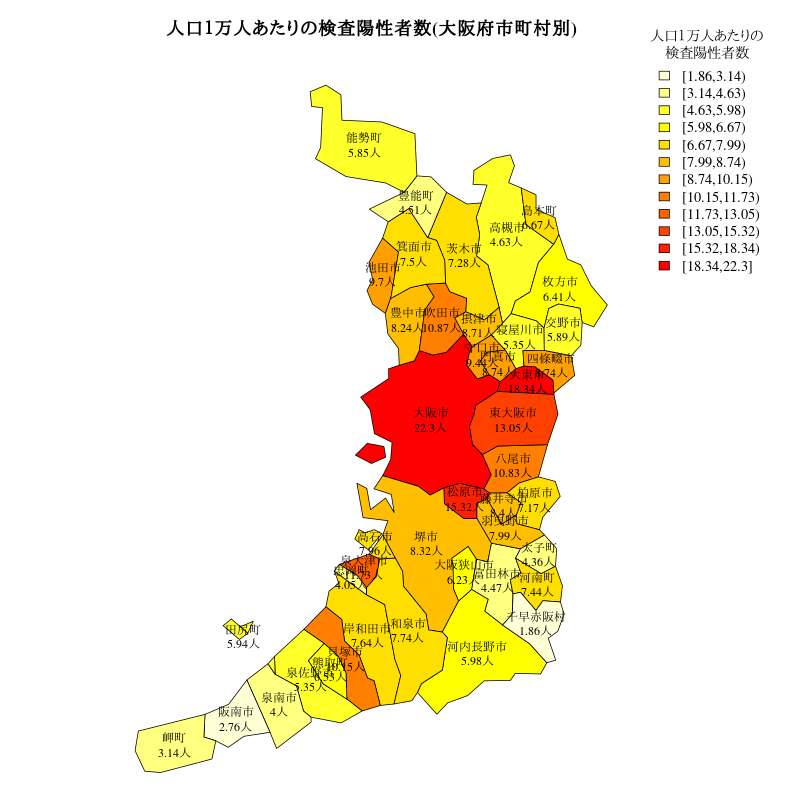 人口1万人あたりの検査陽性者数(大阪府市町村別)
人口1万人あたりの
検査陽性者数
[1.86,3.14)
[3.14,4.63)
[4.63,5.98)
[5.98,6.67)
[6.67,7.99)
[7.99,8.74)
[8.74,10.15)
[10.15,11.73)
[11.73,13.05)
[13.05,15.32)
[15.32,18.34)
[18.34,22.3]
能勢町
5.85人
豊能町
4.51人
島本町
6.67人
高槻市
4.63人
箕面市
7.5人
茨木市
7.28人
池田市
9.7人
枚方市
6.41人
豊中市
8.24人
吹田市
10.87人
摂津市
8.71人
寝屋川市
5.35人
交野市
5.89人
守口市
9.44人
門真市
8.74人
四條畷市
8.74人
大東市
18.34人
大阪市
22.3人
東大阪市
13.05人
八尾市
10.83人
松原市
15.32人
藤井寺市
8.4人
柏原市
7.17人
羽曳野市
7.99人
高石市
7.96人
堺市
8.32人
太子町
4.36人
泉大津市
11.73人
忠岡町
4.05人
大阪狭山市
6.23人
富田林市
4.47人
河南町
7.44人
千早赤阪村
1.86人
田尻町
5.94人
岸和田市
7.64人
和泉市
7.74人
河内長野市
5.98人
貝塚市
10.15人
熊取町
6.53人
泉佐野市
5.35人
泉南市
4人
阪南市
2.76人
岬町
3.14人